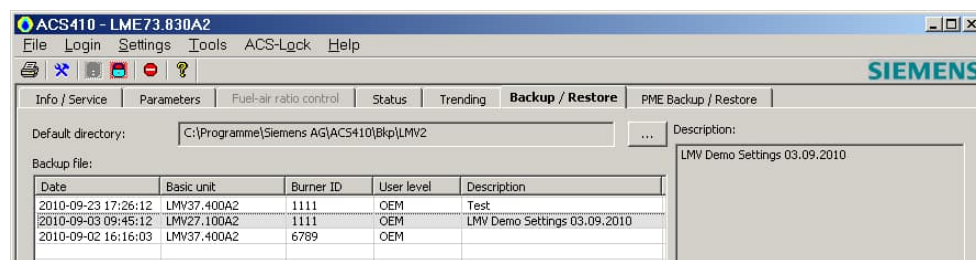 ACS410 - LME73.830A2
File Login Settings Tools ACS-Lock Help
SIEMENS
Info / Service Parameters Fuel-air ratio control Status Trending Backup / Restore PME Backup / Restore
Default directory: C:\Programme\Siemens AG\ACS410\Bkp\LMV2 ... Description:
LMV Demo Settings 03.09.2010
Backup file:
Date Basic unit Burner ID User level Description
2010-09-23 17:26:12 LMV37.400A2 1111 OEM Test
2010-09-03 09:45:12 LMV27.100A2 1111 OEM LMV Demo Settings 03.09.2010
2010-09-02 16:16:03 LMV37.400A2 6789 OEM